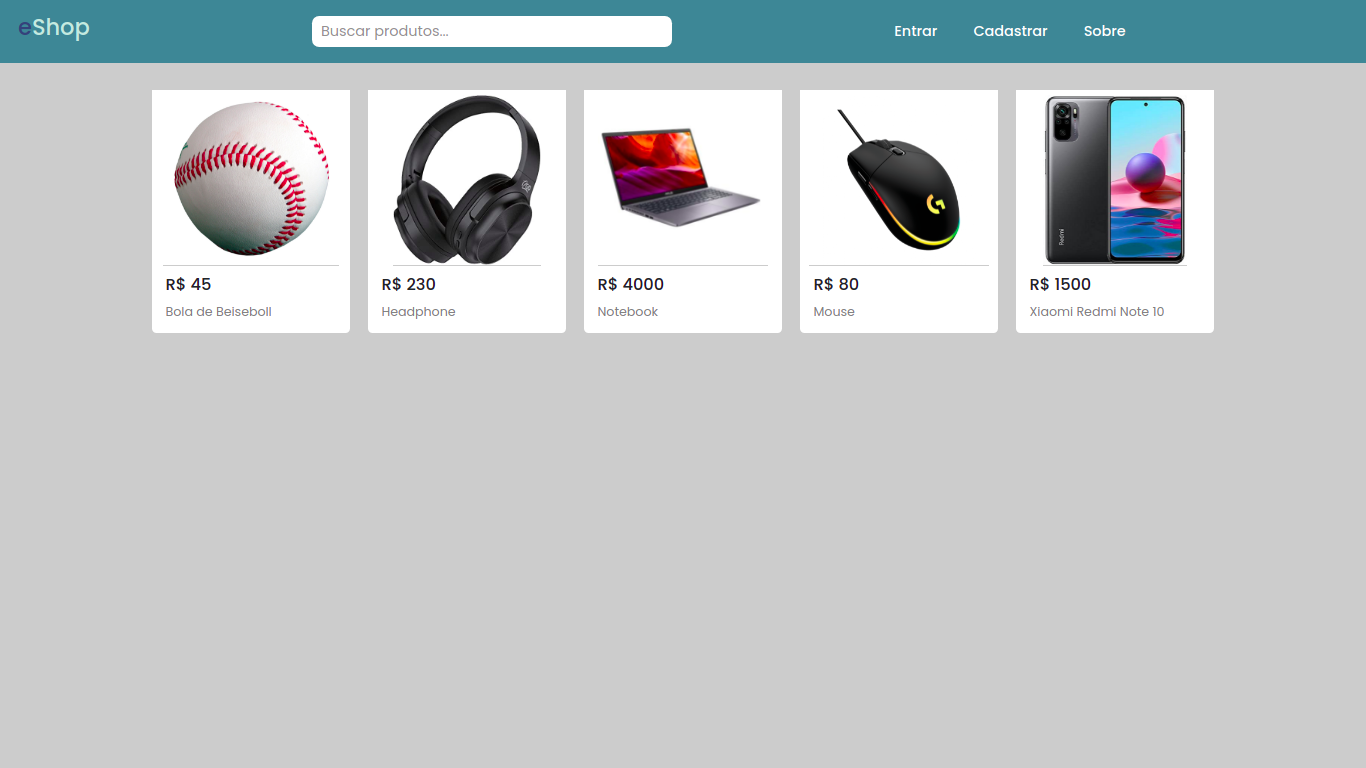 eShop
Buscar produtos...
Entrar
Cadastrar
Sobre
R$ 45
Bola de Beiseboll
R$ 230
Headphone
R$ 4000
Notebook
R$ 80
Mouse
Redmi
R$ 1500
Xiaomi Redmi Note 10